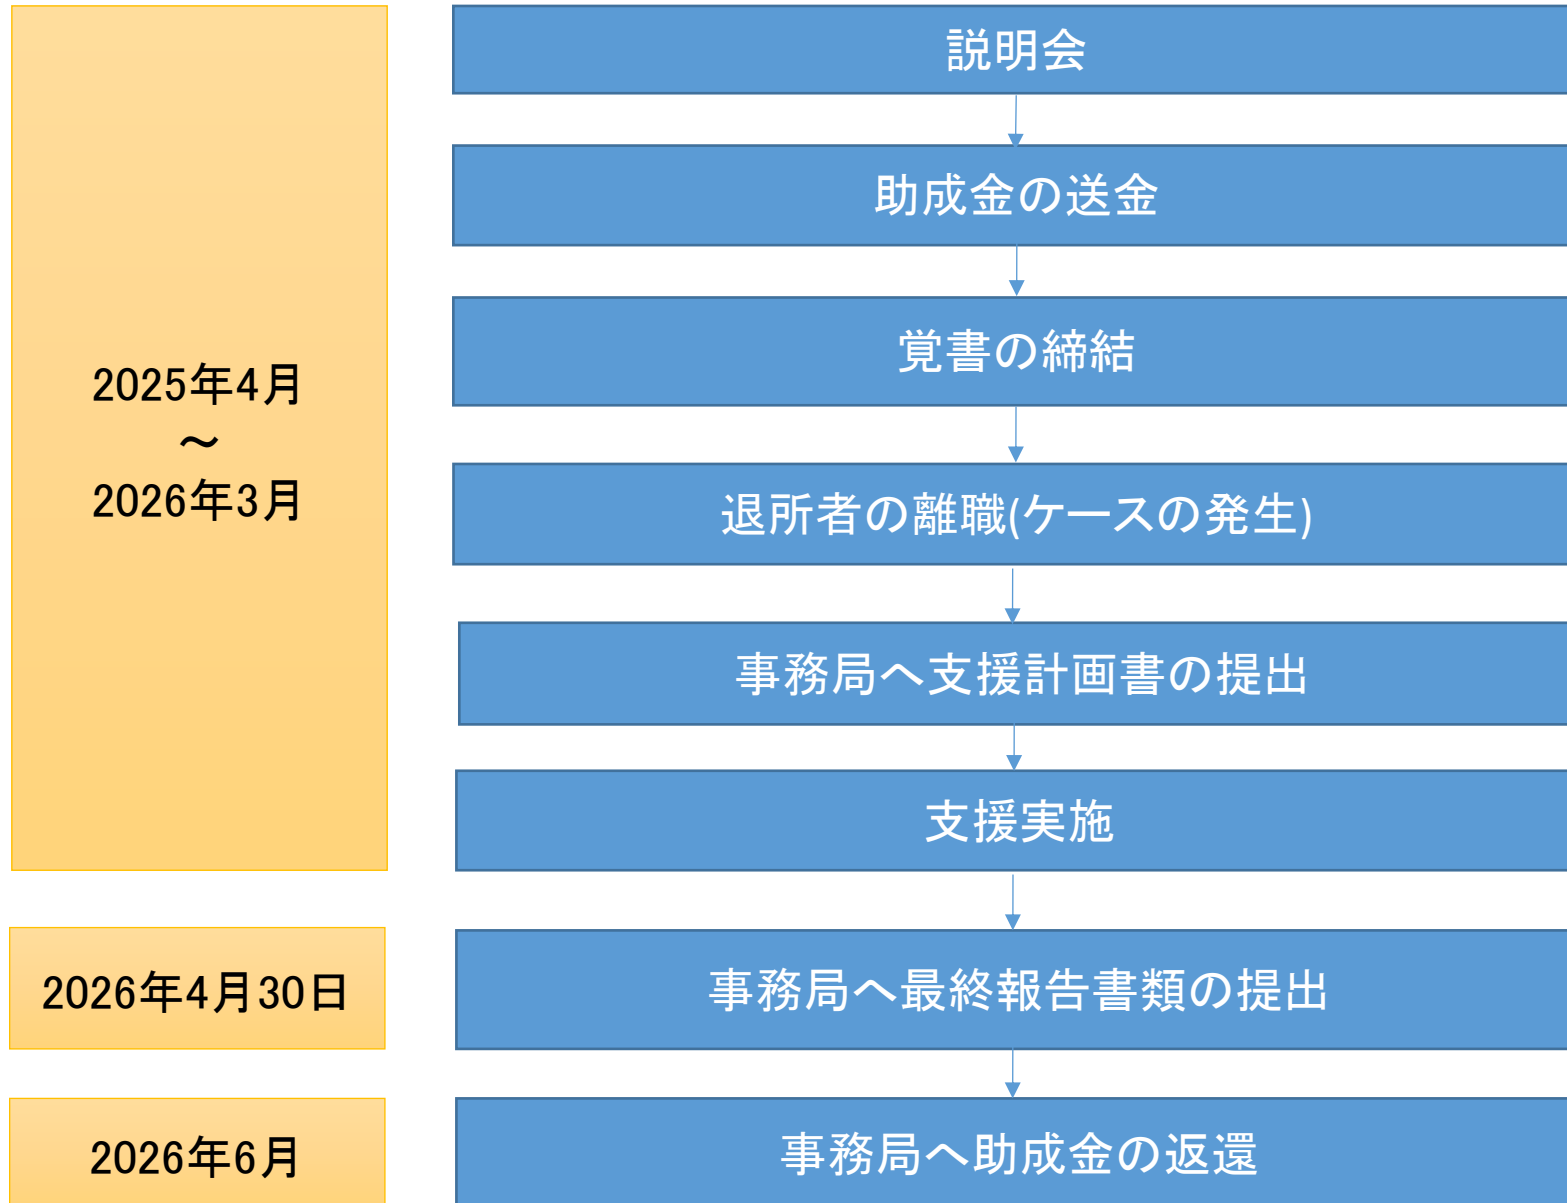 説明会
助成金の送金
覚書の締結
2025年4月
～
2026年3月
退所者の離職(ケースの発生)
事務局へ支援計画書の提出
支援実施
2026年4月30日
事務局へ最終報告書類の提出
2026年6月
事務局へ助成金の返還